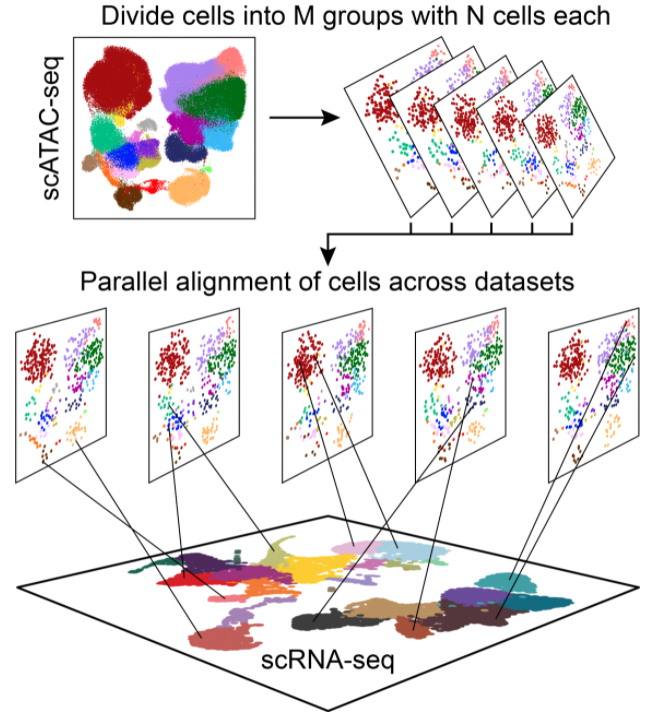 Divide cells into M groups with N cells each
scATAC-seq
Parallel alignment of cells across datasets
scRNA-seq